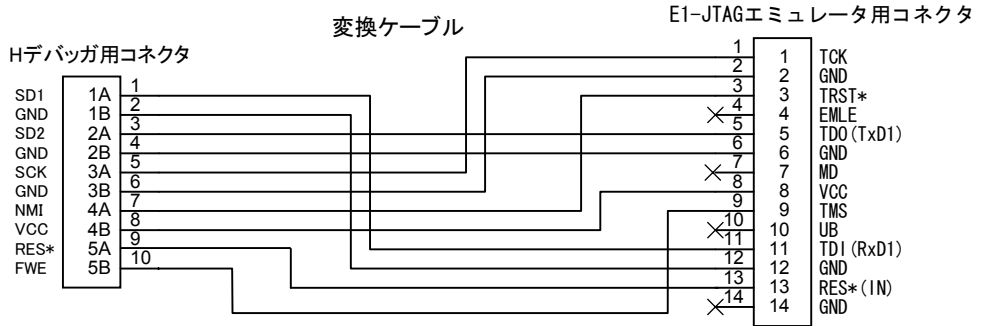 変換ケーブル
E1-JTAGエミュレータ用コネクタ
Hデバッガ用コネクタ
SD1 1A 1
GND 1B 2
SD2 2A 3
GND 2B 4
SCK 3A 5
GND 3B 6
NMI 4A 7
VCC 4B 8
RES* 5A 9
FWE 5B 10
1 1 TCK
2 2 GND
3 3 TRST*
4 4 EMLE
5 5 TDO(TxD1)
6 6 GND
7 7 MD
8 8 VCC
9 9 TMS
10 10 UB
11 11 TDI(RxD1)
12 12 GND
13 13 RES*(IN)
14 14 GND